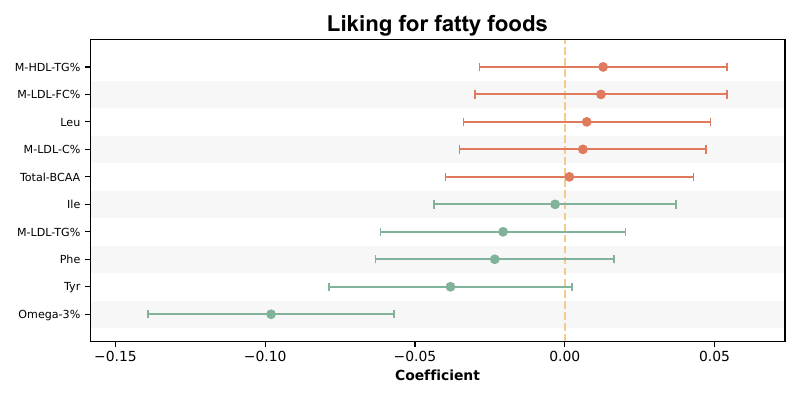 Liking for fatty foods
M-HDL-TG%
M-LDL-FC%
Leu
M-LDL-C%
Total-BCAA
Ile
M-LDL-TG%
Phe
Tyr
Omega-3%
−0.15 −0.10 −0.05 0.00 0.05
Coefficient